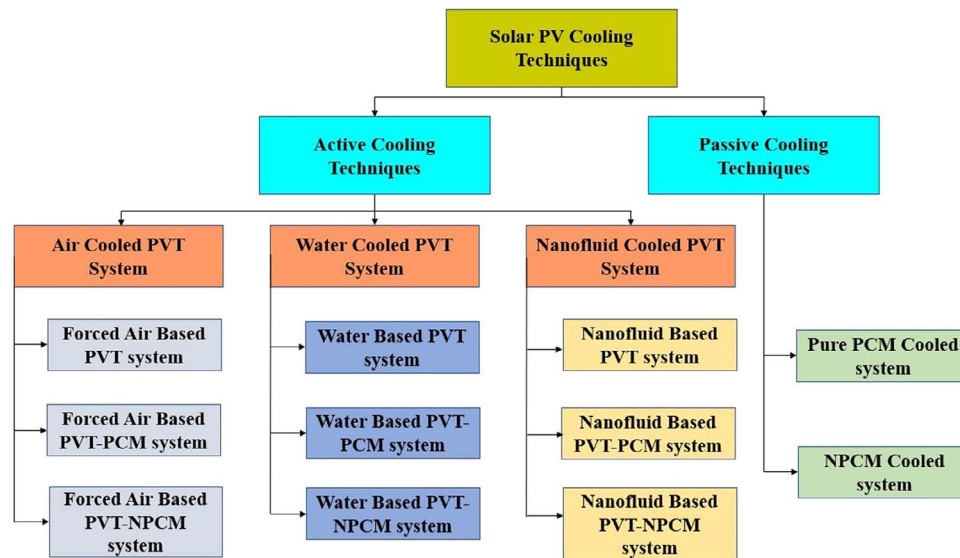 Solar PV Cooling
Techniques
Active Cooling
Techniques
Passive Cooling
Techniques
Air Cooled PVT
System
Water Cooled PVT
System
Nanofluid Cooled PVT
System
Forced Air Based
PVT system
Water Based PVT
system
Nanofluid Based
PVT system
Pure PCM Cooled
system
Forced Air Based
PVT-PCM system
Water Based PVT-
PCM system
Nanofluid Based
PVT-PCM system
NPCM Cooled
system
Forced Air Based
PVT-NPCM system
Water Based PVT-
NPCM system
Nanofluid Based
PVT-NPCM system